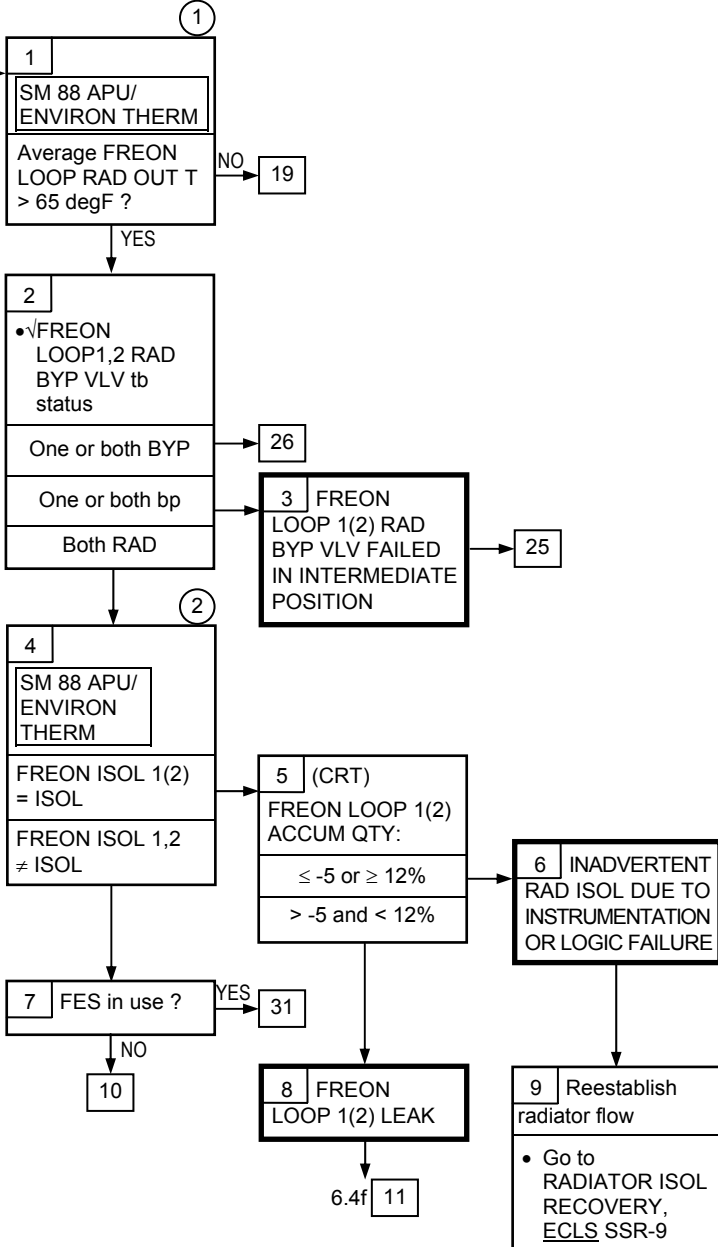 1
1
SM 88 APU/
ENVIRON THERM
Average FREON
LOOP RAD OUT T
> 65 degF ?
NO
19
YES
2
•√FREON
LOOP1,2 RAD
BYP VLV tb
status
One or both BYP
26
One or both bp
Both RAD
3 FREON
LOOP 1(2) RAD
BYP VLV FAILED
IN INTERMEDIATE
POSITION
25
2
4
SM 88 APU/
ENVIRON
THERM
FREON ISOL 1(2)
= ISOL
FREON ISOL 1,2
≠ ISOL
5 (CRT)
FREON LOOP 1(2)
ACCUM QTY:
≤ -5 or ≥ 12%
> -5 and < 12%
6 INADVERTENT
RAD ISOL DUE TO
INSTRUMENTATION
OR LOGIC FAILURE
7 FES in use ?
YES
31
NO
10
8 FREON
LOOP 1(2) LEAK
6.4f 11
9 Reestablish
radiator flow
• Go to
RADIATOR ISOL
RECOVERY,
ECLS SSR-9